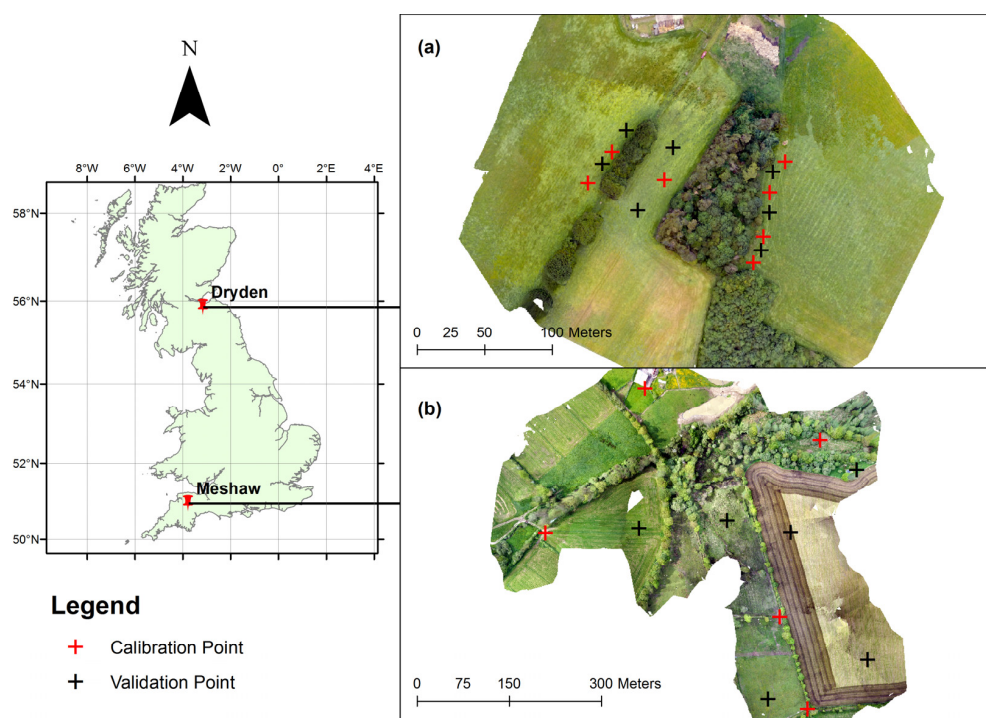 N
8°W 6°W 4°W 2°W 0°E 2°E 4°E
58°N
56°N
54°N
52°N
50°N
Dryden
Meshaw
Legend
Calibration Point
Validation Point
(a)
0 25 50 100 Meters
(b)
0 75 150 300 Meters